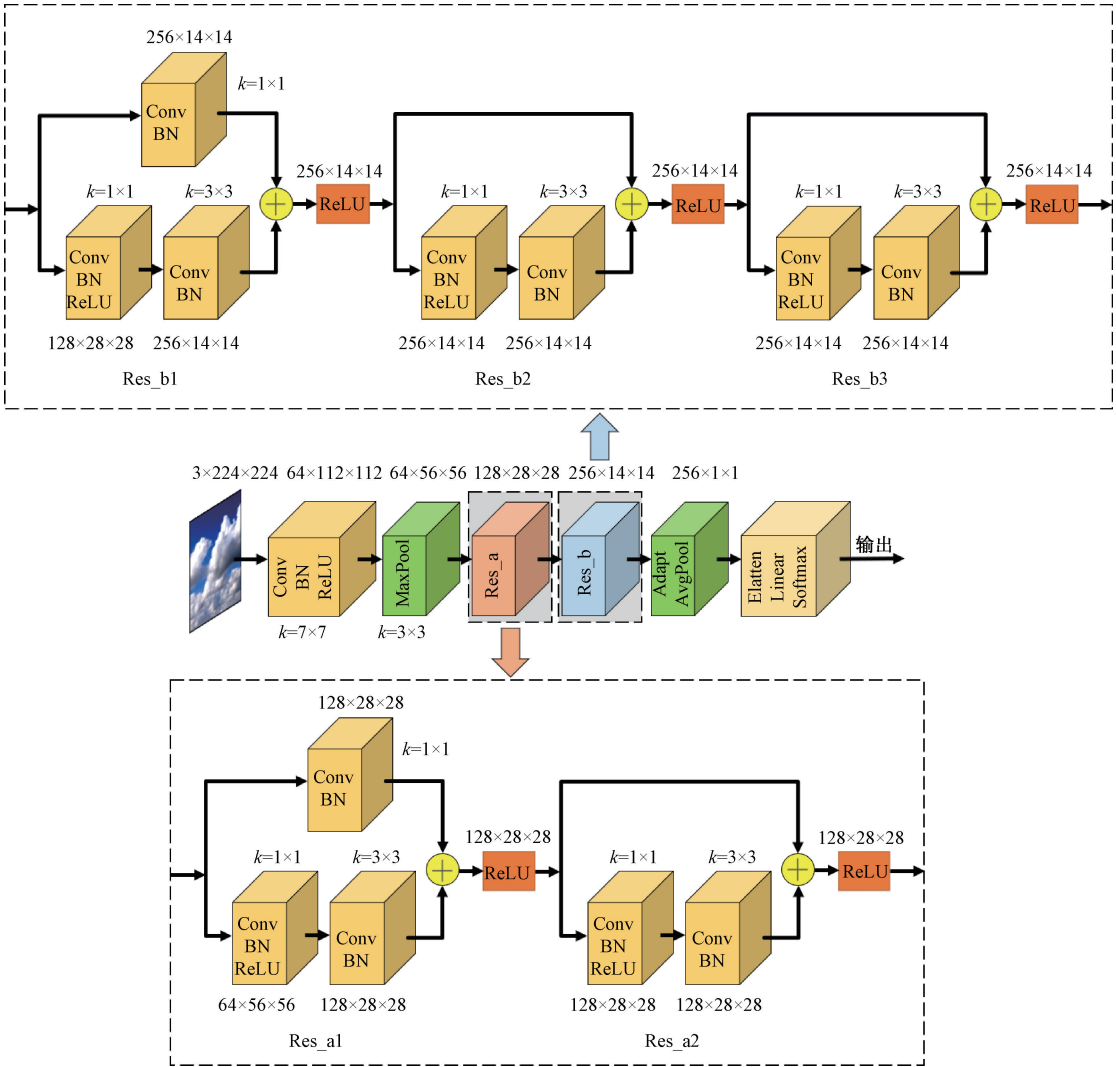 256×14×14
k=1×1
Conv
BN
k=1×1
k=3×3
256×14×14
ReLU
Conv
BN
ReLU
Conv
BN
128×28×28
256×14×14
Res_b1
k=1×1
k=3×3
256×14×14
ReLU
Conv
BN
ReLU
Conv
BN
256×14×14
256×14×14
Res_b2
k=1×1
k=3×3
256×14×14
ReLU
Conv
BN
ReLU
Conv
BN
256×14×14
256×14×14
Res_b3
3×224×224
64×112×112
64×56×56
128×28×28
256×14×14
256×1×1
Conv
BN
ReLU
k=7×7
MaxPool
k=3×3
Res_a
Res_b
Adapt
AvgPool
Elatten
Linear
Softmax
输出
128×28×28
k=1×1
Conv
BN
k=1×1
k=3×3
128×28×28
ReLU
Conv
BN
ReLU
Conv
BN
64×56×56
128×28×28
Res_a1
k=1×1
k=3×3
128×28×28
ReLU
Conv
BN
ReLU
Conv
BN
128×28×28
128×28×28
Res_a2